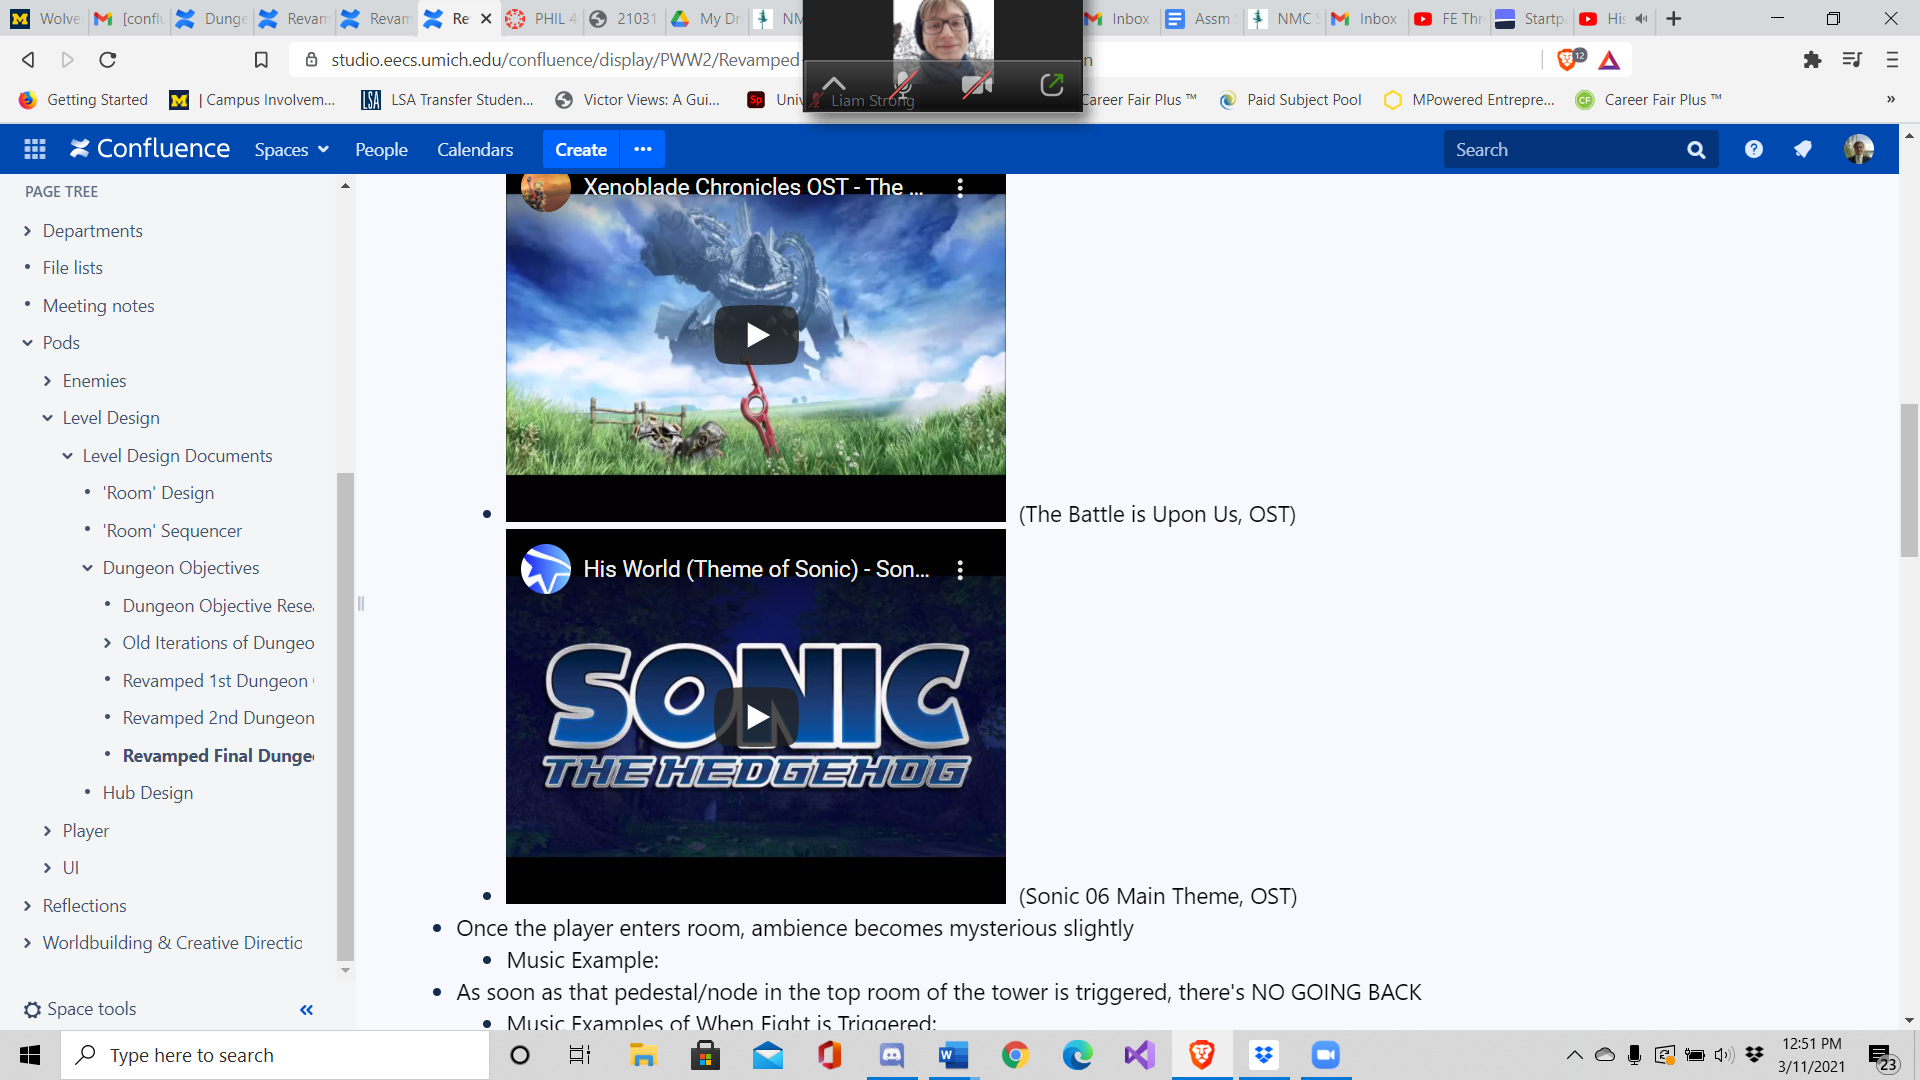 Wolve
[conflu
Dunge
Revam
Revam
Re
PHIL 4
21031
My Dr
NM
Inbox
Assm
NMC S
Inbox
FE Thr
Startp
His
studio.eecs.umich.edu/confluence/display/PWW2/Revamped-
n
12
Getting Started
| Campus Involvem...
LSA Transfer Studen...
Victor Views: A Gui...
Univ
Career Fair Plus ™
Paid Subject Pool
MPowered Entrepre...
Career Fair Plus ™
»
Liam Strong
Confluence
Spaces
People
Calendars
Create
...
Search
PAGE TREE
Departments
File lists
Meeting notes
Pods
Enemies
Level Design
Level Design Documents
'Room' Design
'Room' Sequencer
Dungeon Objectives
Dungeon Objective Resea
Old Iterations of Dungeo
Revamped 1st Dungeon
Revamped 2nd Dungeon
Revamped Final Dunge
Hub Design
Player
UI
Reflections
Worldbuilding & Creative Directio
Space tools
Xenoblade Chronicles OST - The ...
(The Battle is Upon Us, OST)
His World (Theme of Sonic) - Son...
SONIC
THE HEDGEHOG
(Sonic 06 Main Theme, OST)
Once the player enters room, ambience becomes mysterious slightly
Music Example:
As soon as that pedestal/node in the top room of the tower is triggered, there's NO GOING BACK
Music Examples of When Fight is Triggered:
Type here to search
12:51 PM
3/11/2021
23